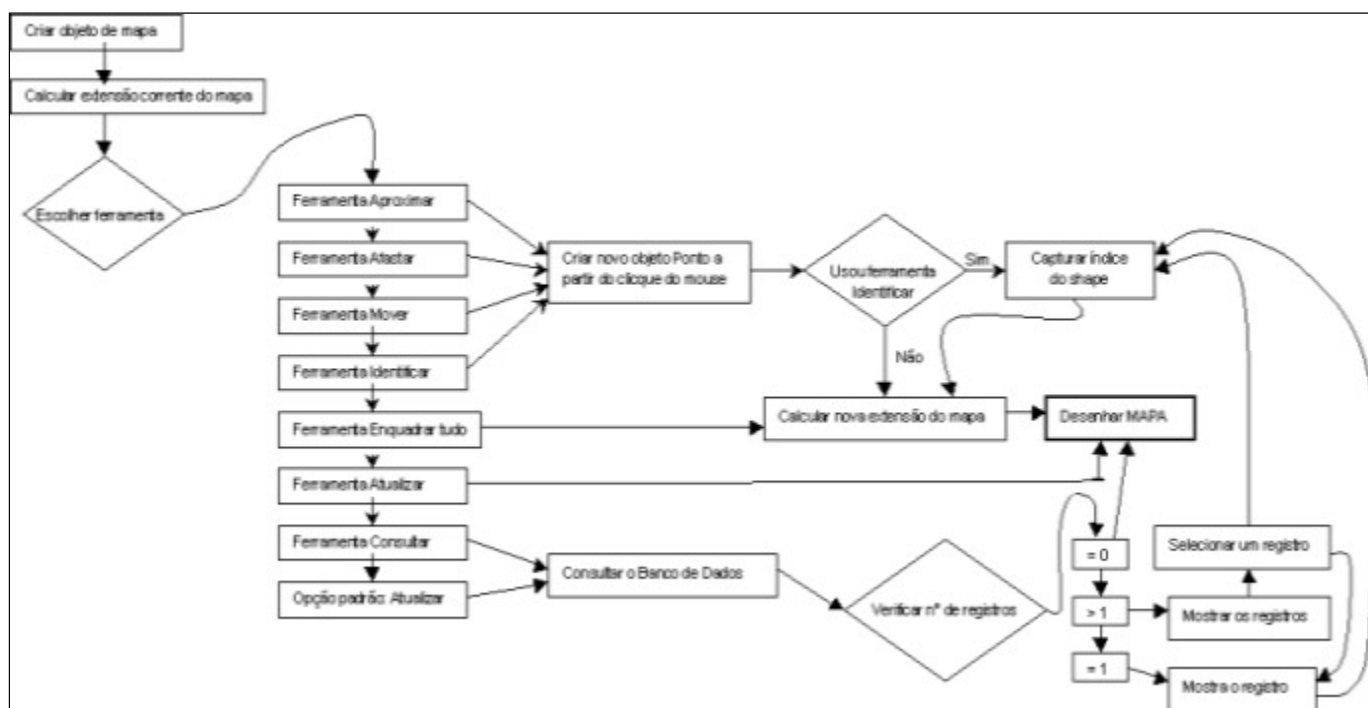 Criar objeto de mapa
Calcular extensão corrente do mapa
Escolher ferramenta
Ferramenta Aproximar
Ferramenta Afastar
Ferramenta Mover
Ferramenta Identificar
Ferramenta Enquadrar tudo
Ferramenta Atualizar
Ferramenta Consultar
Opção padrão: Atualizar
Criar novo objeto Ponto a
partir do clicque do mouse
Usou ferramenta
Identificar
Sim
Não
Capturar índice
do shape
Calcular nova extensão do mapa
Desenhar MAPA
Consultar o Banco de Dados
Verificar n° de registros
= 0
> 1
= 1
Selecionar um registro
Mostrar os registros
Mostra o registro